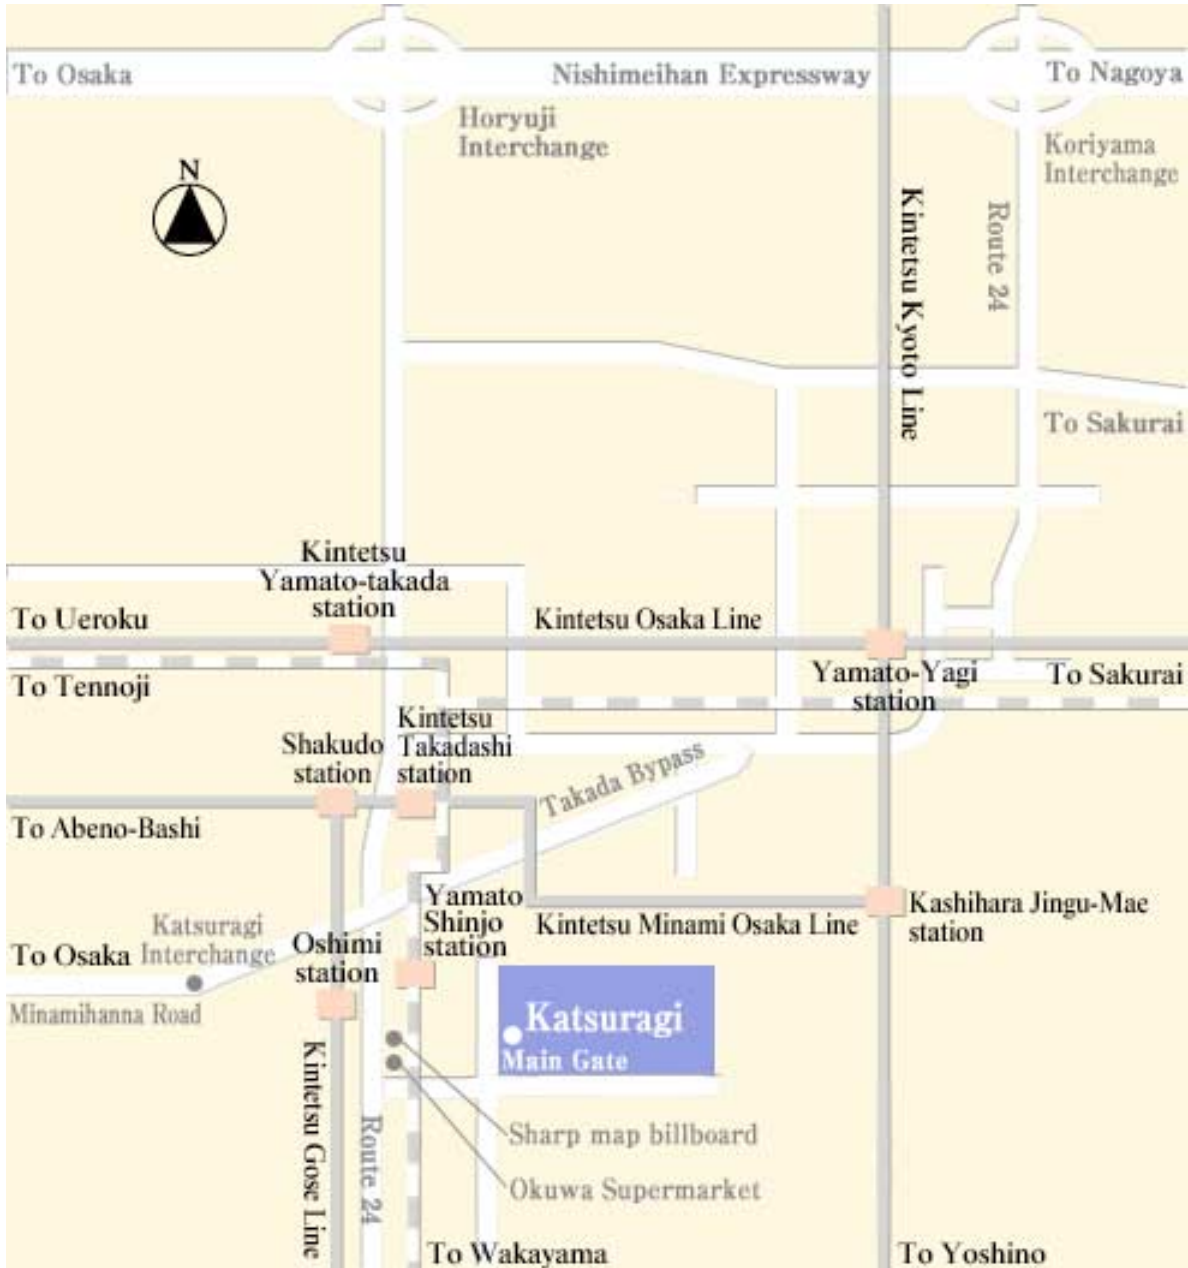 To Osaka
Nishimeihan Expressway
To Nagoya
Horyuji
Interchange
Koriyama
Interchange
N
Kintetsu Kyoto Line
Route 24
To Sakurai
Kintetsu
Yamato-takada
station
To Ueroku
Kintetsu Osaka Line
To Tennoji
Yamato-Yagi
station
To Sakurai
Kintetsu
Takadashi
station
Shakudo
station
Takada Bypass
To Abeno-Bashi
Yamato
Shinjo
station
Kintetsu Minami Osaka Line
Kashihara Jingu-Mae
station
Katsuragi
Interchange
Oshimi
station
To Osaka
Minamihanna Road
Katsuragi
Main Gate
Kintetsu Gose Line
Route 24
Sharp map billboard
Okuwa Supermarket
To Wakayama
To Yoshino